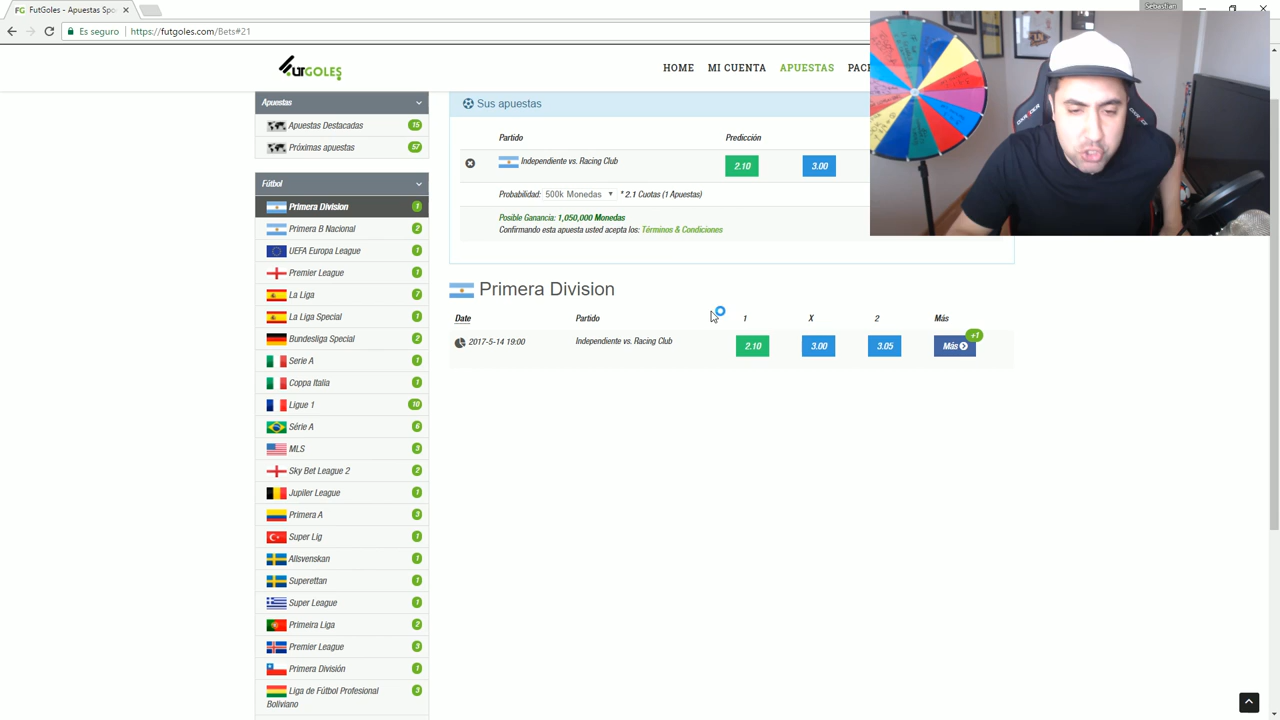 Sebastian
FutGoles - Apuestas Spo
Es seguro https://futgoles.com/Bets#21
FUTGOLES
HOME MI CUENTA APUESTAS
Apuestas
Apuestas Destacadas 15
Próximas apuestas 57
Fútbol
Primera Division 1
Primera B Nacional 2
UEFA Europa League 1
Premier League 1
La Liga 7
La Liga Special 1
Bundesliga Special 2
Serie A 1
Coppa Italia 1
Ligue 1 10
Série A 6
MLS 3
Sky Bet League 2 2
Jupiler League 1
Primera A 3
Super Lig 1
Allsvenskan 1
Superettan 1
Super League 1
Primeira Liga 2
Premier League 3
Primera División 1
Liga de Fútbol Profesional 3
Boliviano
Sus apuestas
Partido Predicción
Independiente vs. Racing Club 2.10 3.00
Probabilidad: 500k Monedas * 2.1 Cuotas (1 Apuestas)
Posible Ganancia: 1,050,000 Monedas
Confirmando esta apuesta usted acepta los: Términos & Condiciones
Primera Division
Date Partido 1 X 2 Más
2017-5-14 19:00 Independiente vs. Racing Club 2.10 3.00 3.05 Más +1